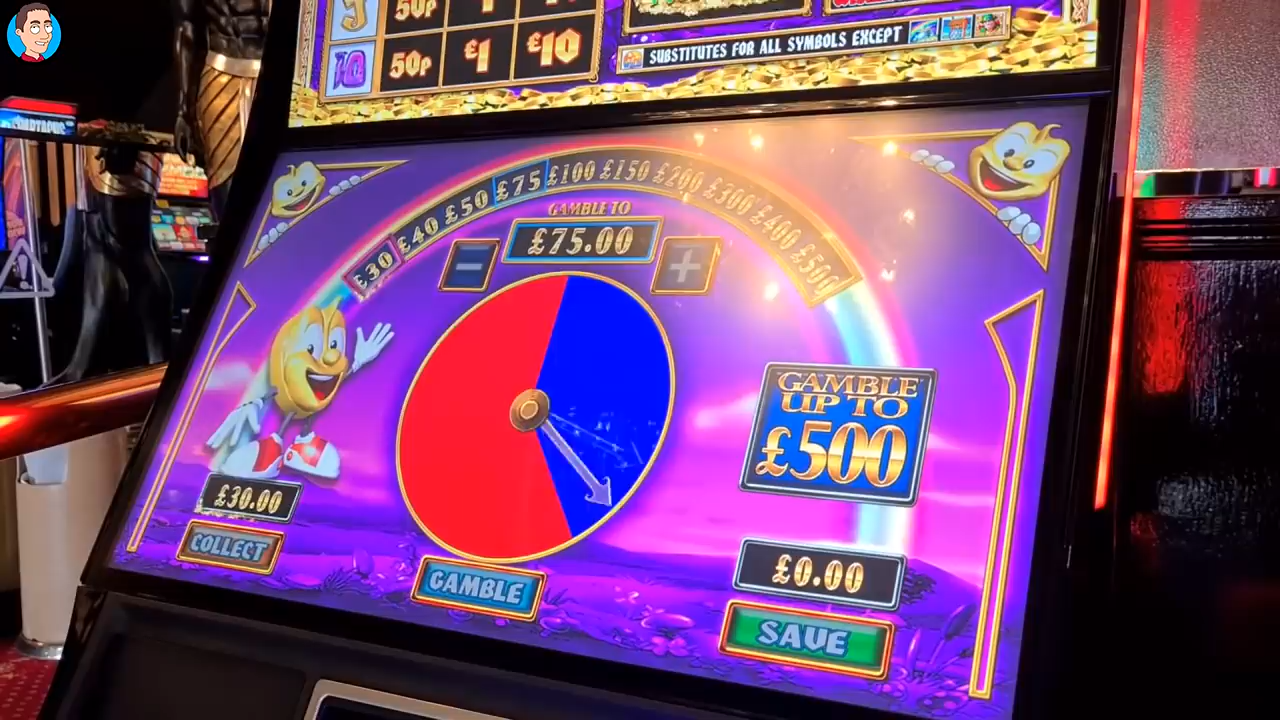 50p
50p £1 £10
SUBSTITUTES FOR ALL SYMBOLS EXCEPT
£30 £40 £50 £75 £100 £150 £200 £300 £400 £500
GAMBLE TO
£75.00
− +
GAMBLE
UP TO
£500
£30.00
COLLECT
GAMBLE
£0.00
SAVE